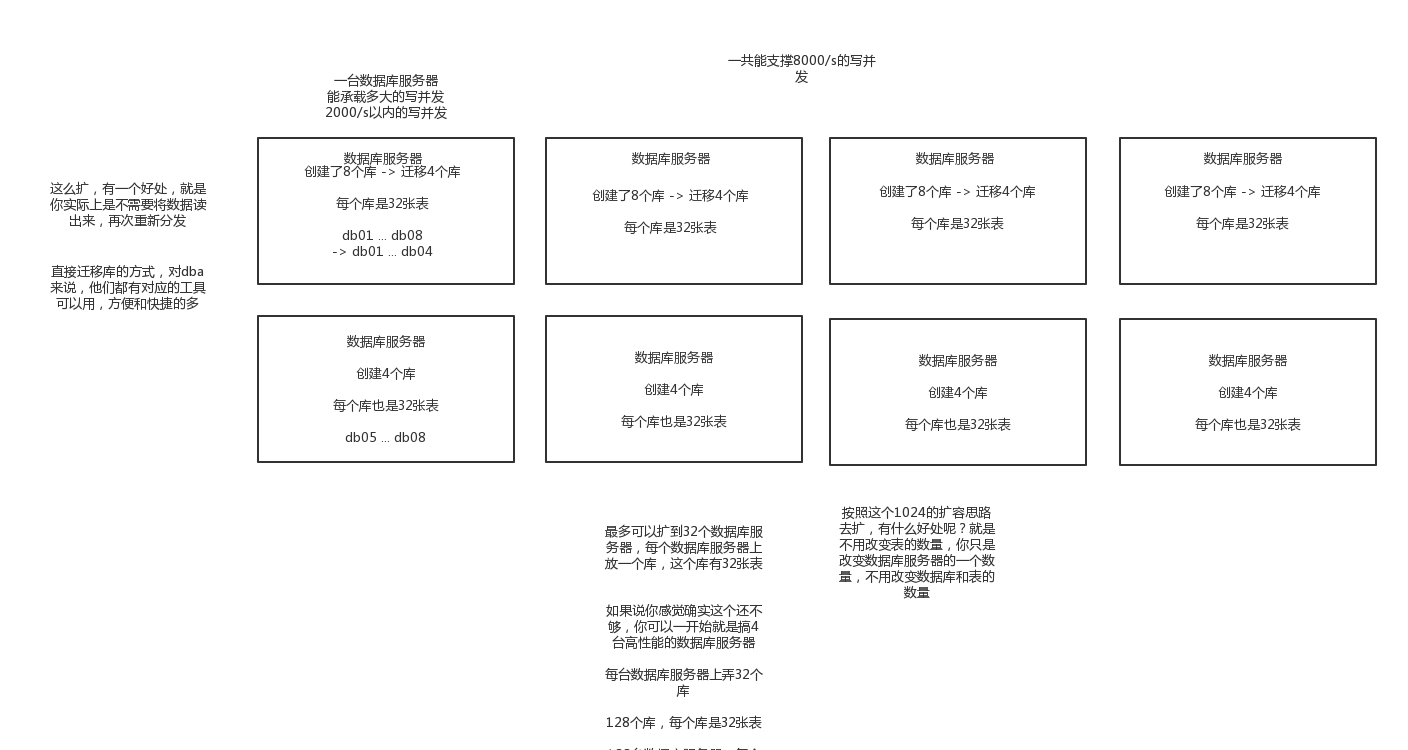 一共能支撑8000/s的写并
发
一台数据库服务器
能承载多大的写并发
2000/s以内的写并发
这么扩，有一个好处，就是
你实际上是不需要将数据读
出来，再次重新分发
直接迁移库的方式，对dba
来说，他们都有对应的工具
可以用，方便和快捷的多
数据库服务器
创建了8个库 -> 迁移4个库
每个库是32张表
db01 ... db08
-> db01 ... db04
数据库服务器
创建了8个库 -> 迁移4个库
每个库是32张表
数据库服务器
创建了8个库 -> 迁移4个库
每个库是32张表
数据库服务器
创建了8个库 -> 迁移4个库
每个库是32张表
数据库服务器
创建4个库
每个库也是32张表
db05 ... db08
数据库服务器
创建4个库
每个库也是32张表
数据库服务器
创建4个库
每个库也是32张表
数据库服务器
创建4个库
每个库也是32张表
最多可以扩到32个数据库服
务器，每个数据库服务器上
放一个库，这个库有32张表
如果说你感觉确实这个还不
够，你可以一开始就是搞4
台高性能的数据库服务器
每台数据库服务器上弄32个
库
128个库，每个库是32张表
按照这个1024的扩容思路
去扩，有什么好处呢？就是
不用改变表的数量，你只是
改变数据库服务器的一个数
量，不用改变数据库和表的
数量